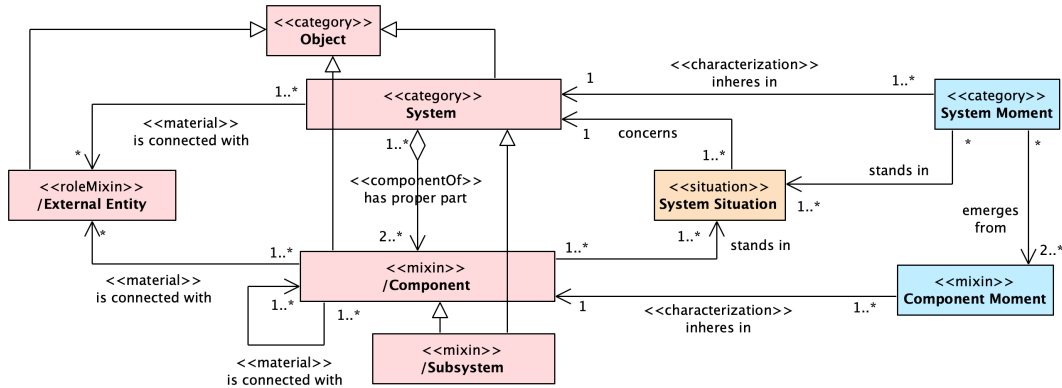 <<category>>
Object
<<characterization>>
inheres in
1
1..*
1..*
<<category>>
System
<<category>>
System Moment
<<material>>
is connected with
1..*
1
concerns
*
*
*
<<componentOf>>
has proper part
1..*
stands in
<<roleMixin>>
/External Entity
<<situation>>
System Situation
1..*
emerges
from
*
1..*
2..*
1..*
1..*
stands in
2..*
<<material>>
is connected with
<<mixin>>
/Component
<<mixin>>
Component Moment
1..*
1..*
1
<<characterization>>
inheres in
1..*
<<material>>
is connected with
<<mixin>>
/Subsystem